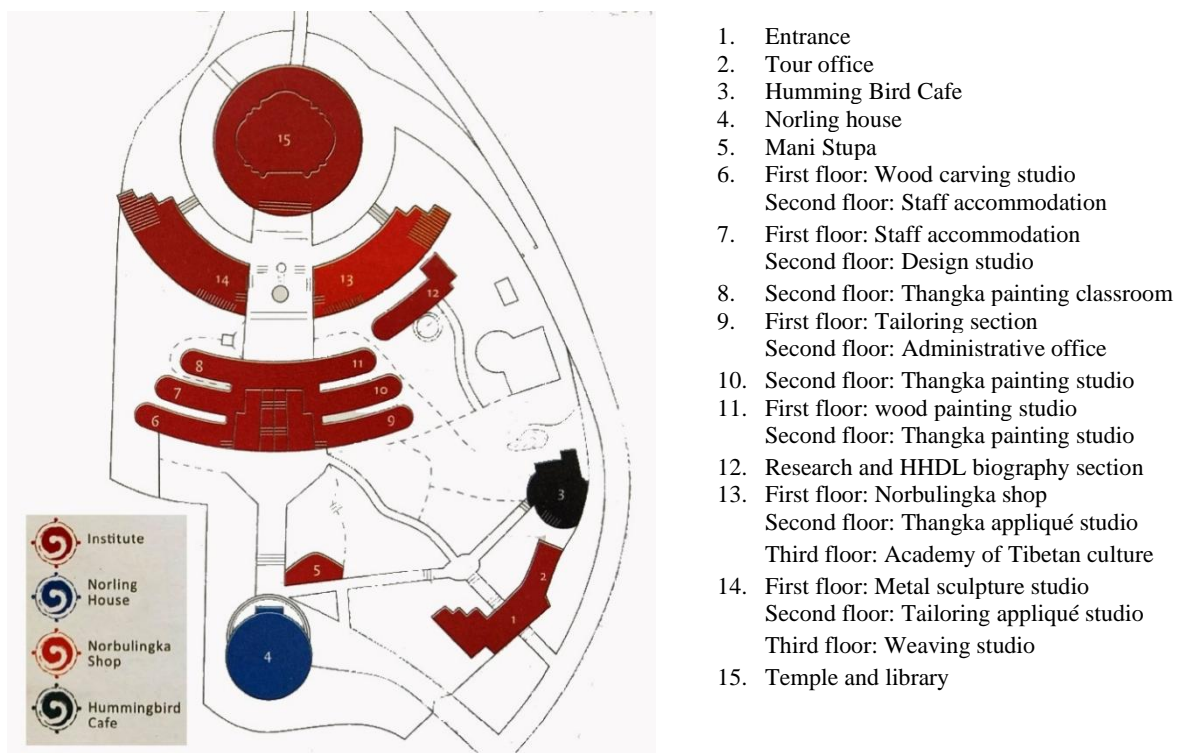 15
14
13
12
8
11
7
10
6
9
3
5
2
1
4
Institute
Norling
House
Norbulingka
Shop
Hummingbird
Cafe
1. Entrance
2. Tour office
3. Humming Bird Cafe
4. Norling house
5. Mani Stupa
6. First floor: Wood carving studio
Second floor: Staff accommodation
7. First floor: Staff accommodation
Second floor: Design studio
8. Second floor: Thangka painting classroom
9. First floor: Tailoring section
Second floor: Administrative office
10. Second floor: Thangka painting studio
11. First floor: wood painting studio
Second floor: Thangka painting studio
12. Research and HHDL biography section
13. First floor: Norbulingka shop
Second floor: Thangka appliqué studio
Third floor: Academy of Tibetan culture
14. First floor: Metal sculpture studio
Second floor: Tailoring appliqué studio
Third floor: Weaving studio
15. Temple and library